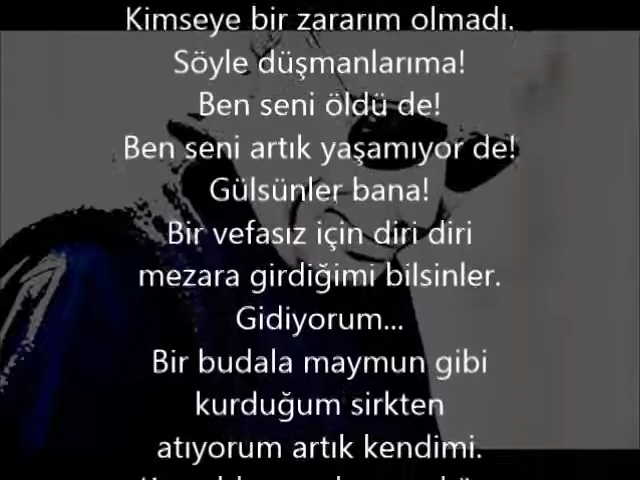 Kimseye bir zararım olmadı.
Söyle düşmanlarıma!
Ben seni öldü de!
Ben seni artık yaşamıyor de!
Gülsünler bana!
Bir vefasız için diri diri
mezara girdiğimi bilsinler.
Gidiyorum...
Bir budala maymun gibi
kurduğum sirkten
atıyorum artık kendimi.